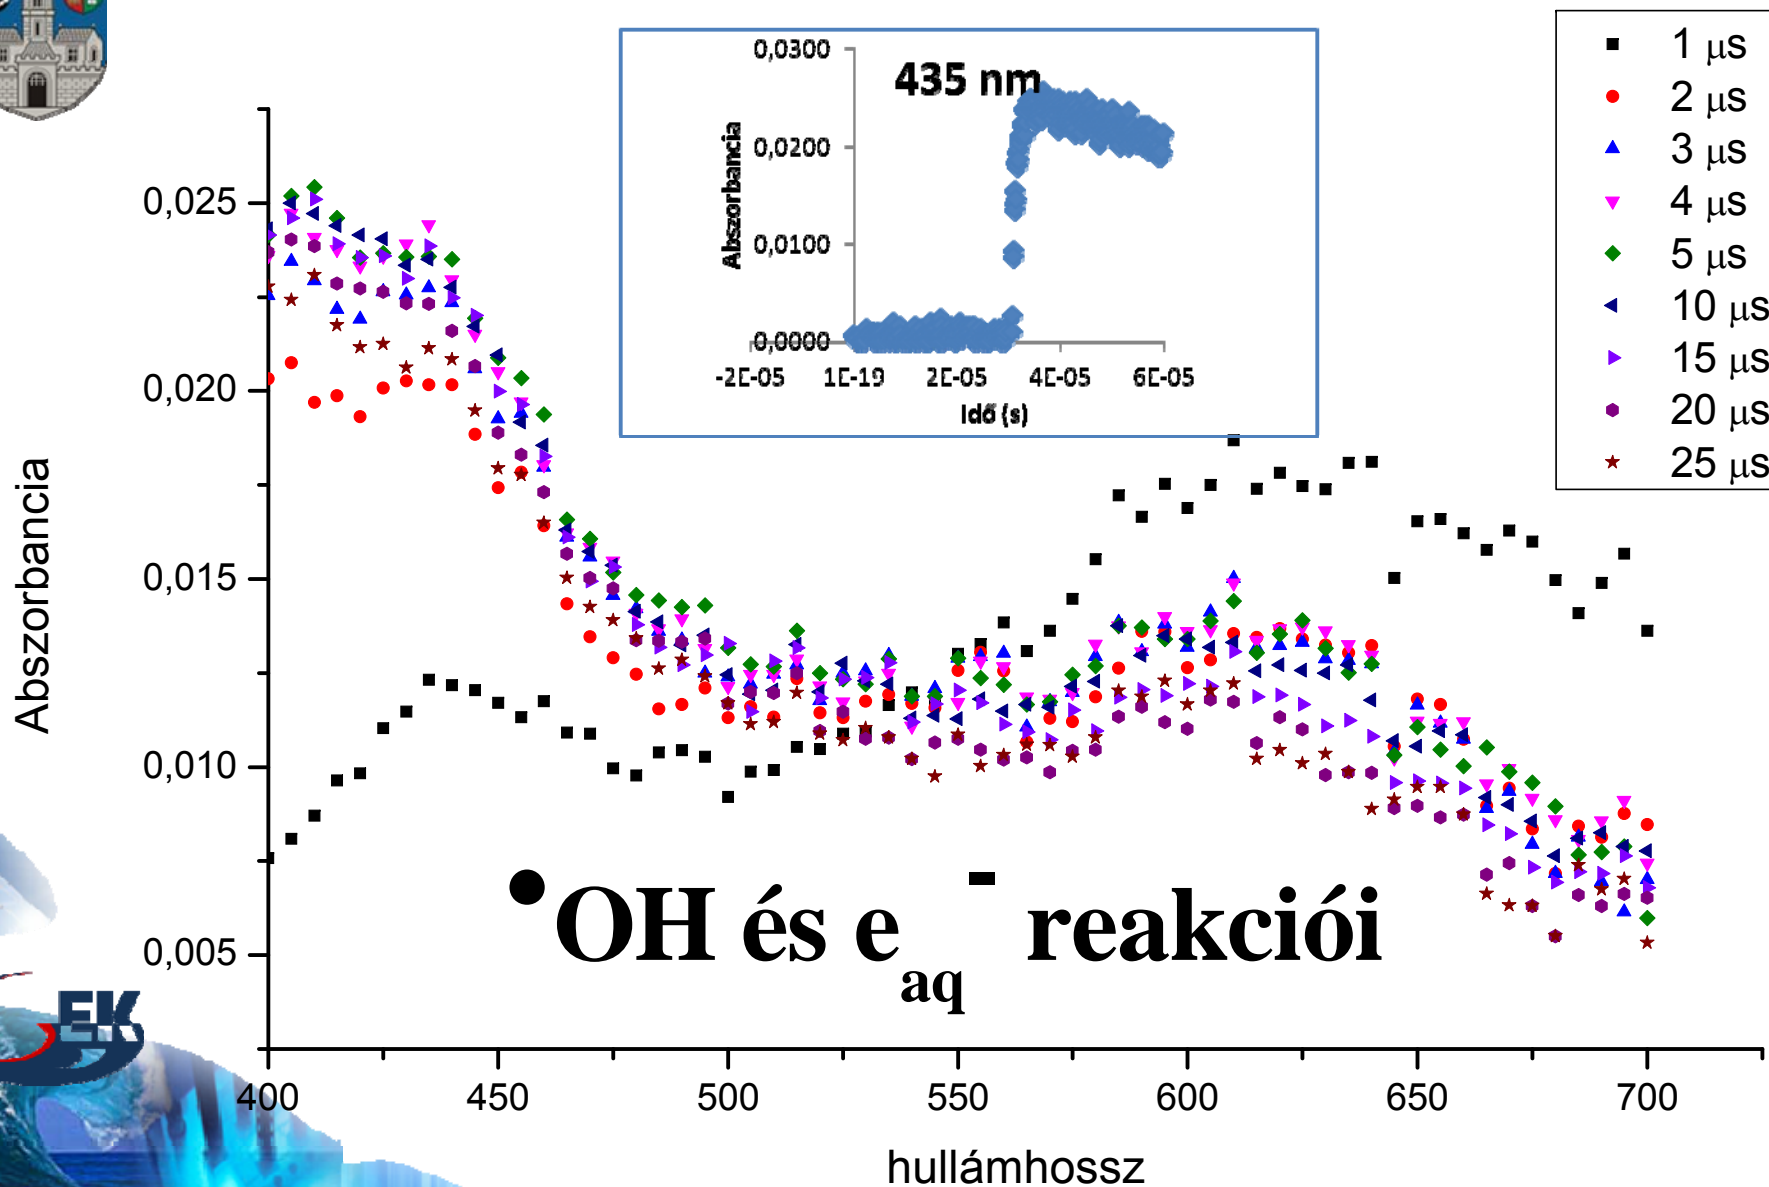 0,0300
435 nm
0,0200
0,0100
0,0000
Abszorbancia
-2E-05 1E-19 2E-05 4E-05 6E-05
Idő (s)
1 μs
2 μs
3 μs
4 μs
5 μs
10 μs
15 μs
20 μs
25 μs
0,025
0,020
0,015
0,010
0,005
Abszorbancia
•OH és e aq − reakciói
EK
400 450 500 550 600 650 700
hullámhossz